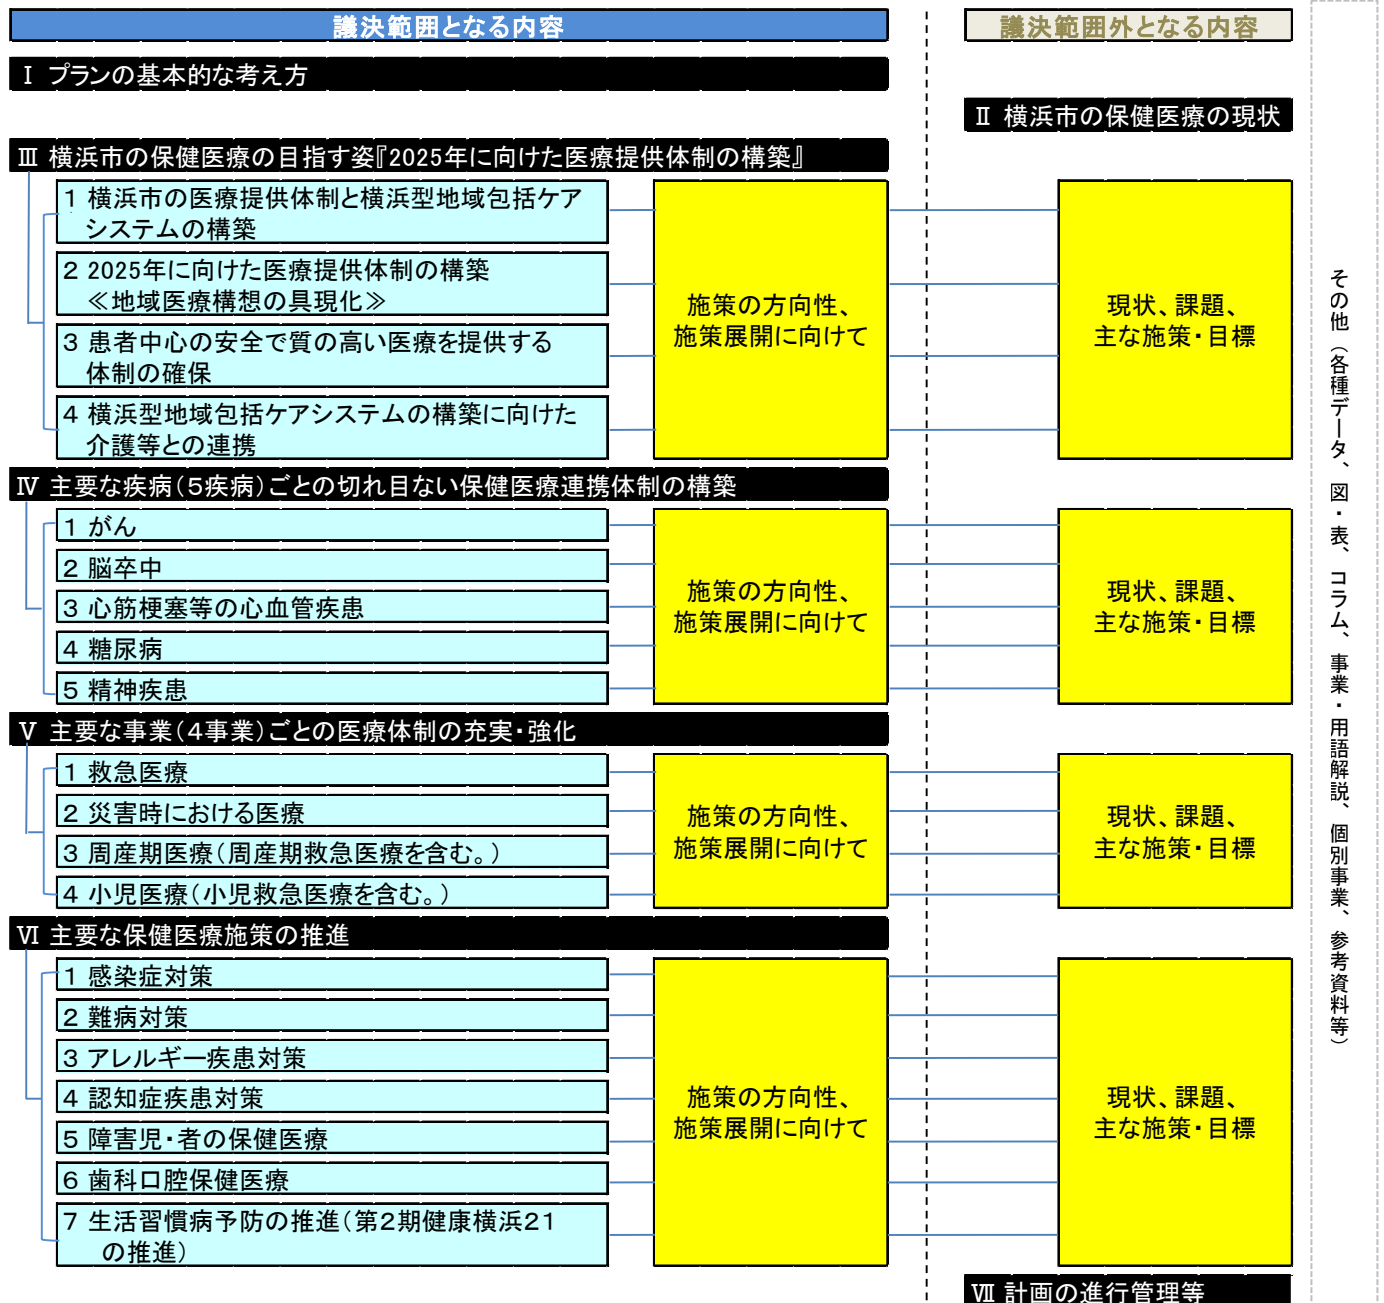 議決範囲となる内容
議決範囲外となる内容
Ⅰ プランの基本的な考え方
Ⅱ 横浜市の保健医療の現状
Ⅲ 横浜市の保健医療の目指す姿『2025年に向けた医療提供体制の構築』
1 横浜市の医療提供体制と横浜型地域包括ケア
システムの構築
2 2025年に向けた医療提供体制の構築
≪地域医療構想の具現化≫
3 患者中心の安全で質の高い医療を提供する
体制の確保
4 横浜型地域包括ケアシステムの構築に向けた
介護等との連携
施策の方向性、
施策展開に向けて
現状、課題、
主な施策・目標
Ⅳ 主要な疾病(5疾病)ごとの切れ目ない保健医療連携体制の構築
1 がん
2 脳卒中
3 心筋梗塞等の心血管疾患
4 糖尿病
5 精神疾患
施策の方向性、
施策展開に向けて
現状、課題、
主な施策・目標
Ⅴ 主要な事業(4事業)ごとの医療体制の充実・強化
1 救急医療
2 災害時における医療
3 周産期医療(周産期救急医療を含む。)
4 小児医療(小児救急医療を含む。)
施策の方向性、
施策展開に向けて
現状、課題、
主な施策・目標
Ⅵ 主要な保健医療施策の推進
1 感染症対策
2 難病対策
3 アレルギー疾患対策
4 認知症疾患対策
5 障害児・者の保健医療
6 歯科口腔保健医療
7 生活習慣病予防の推進(第2期健康横浜21
の推進)
施策の方向性、
施策展開に向けて
現状、課題、
主な施策・目標
Ⅶ 計画の進行管理等
その他(各種データ、図・表、コラム、事業・用語解説、個別事業、参考資料等)